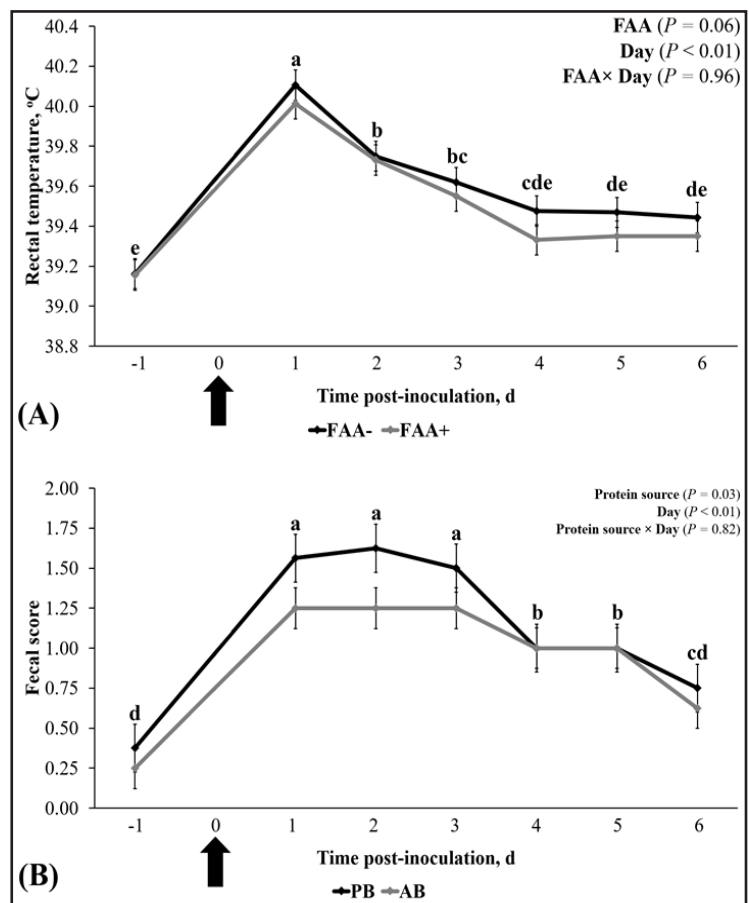 FAA (P = 0.06)
Day (P < 0.01)
FAA× Day (P = 0.96)
Rectal temperature, °C
40.4
40.2
40.0
39.8
39.6
39.4
39.2
39.0
38.8
e
a
b
bc
cde
de
de
-1 0 1 2 3 4 5 6
Time post-inoculation, d
(A)
FAA- FAA+
Protein source (P = 0.03)
Day (P < 0.01)
Protein source × Day (P = 0.82)
Fecal score
2.00
1.75
1.50
1.25
1.00
0.75
0.50
0.25
0.00
d
a
a
a
b
b
cd
-1 0 1 2 3 4 5 6
Time post-inoculation, d
(B)
PB AB